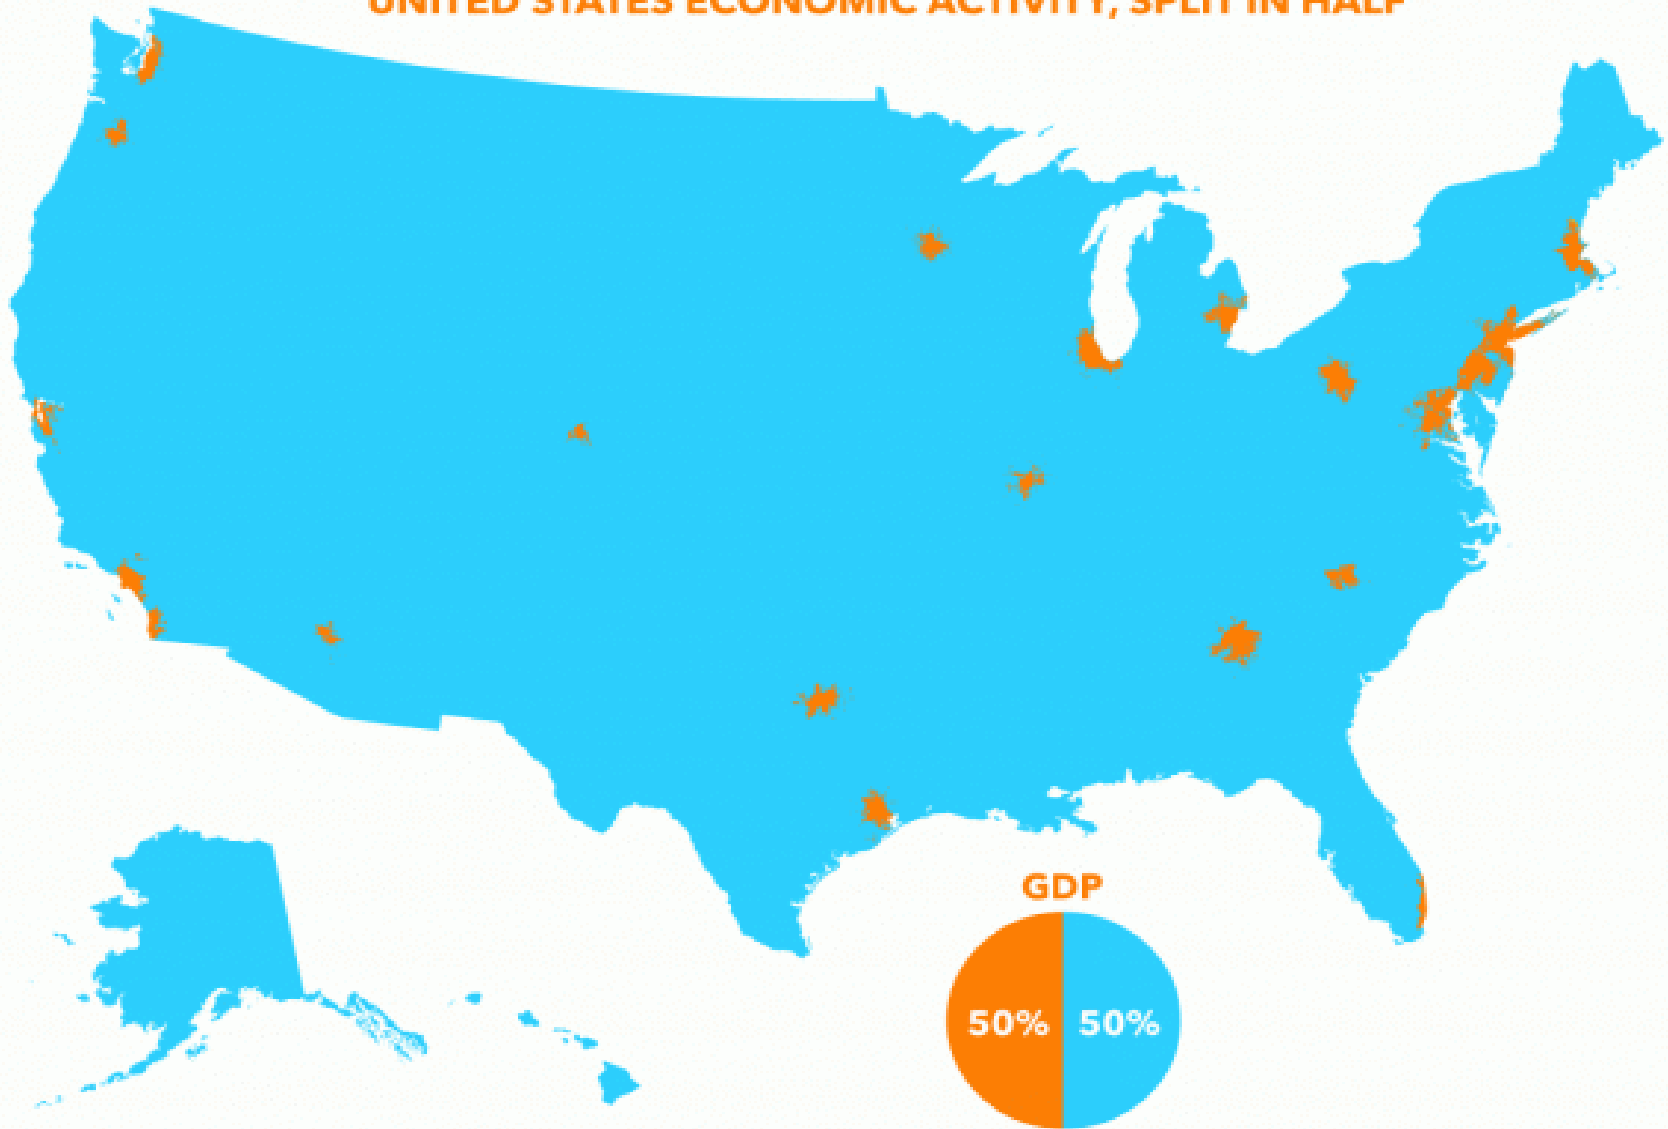 UNITED STATES ECONOMIC ACTIVITY, SPLIT IN HALF
GDP
50% 50%